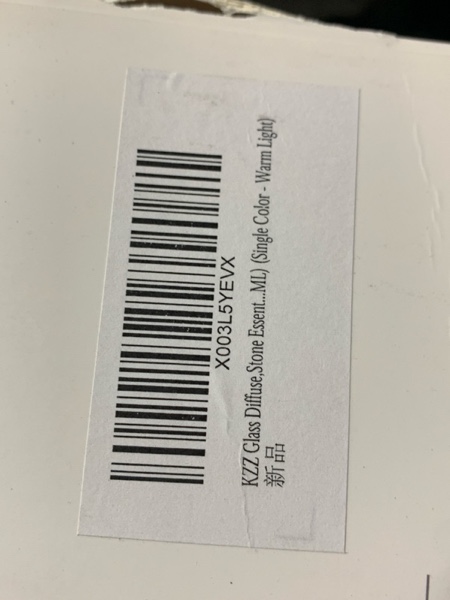 X003L5YEVX
KZZ Glass Diffuse,Stone Essent...ML) (Single Color - Warm Light)
新品